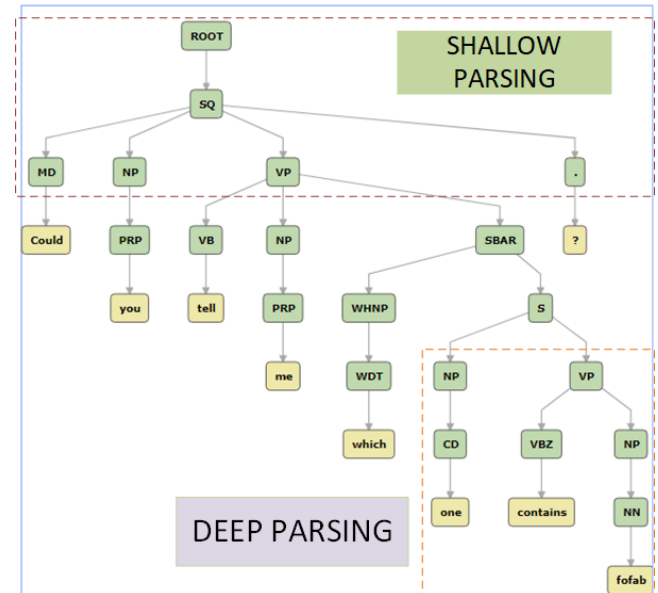 ROOT
SHALLOW
PARSING
SQ
MD NP VP .
Could PRP VB NP SBAR ?
you tell PRP WHNP S
me WDT NP VP
which CD VBZ NP
DEEP PARSING
one contains NN
fofab